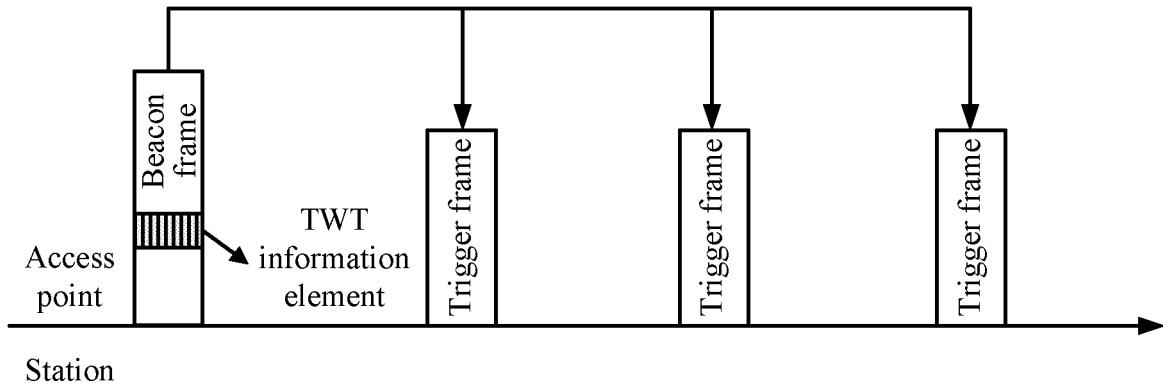 Beacon
frame
TWT
information
element
Access
point
Trigger frame
Trigger frame
Trigger frame
Station